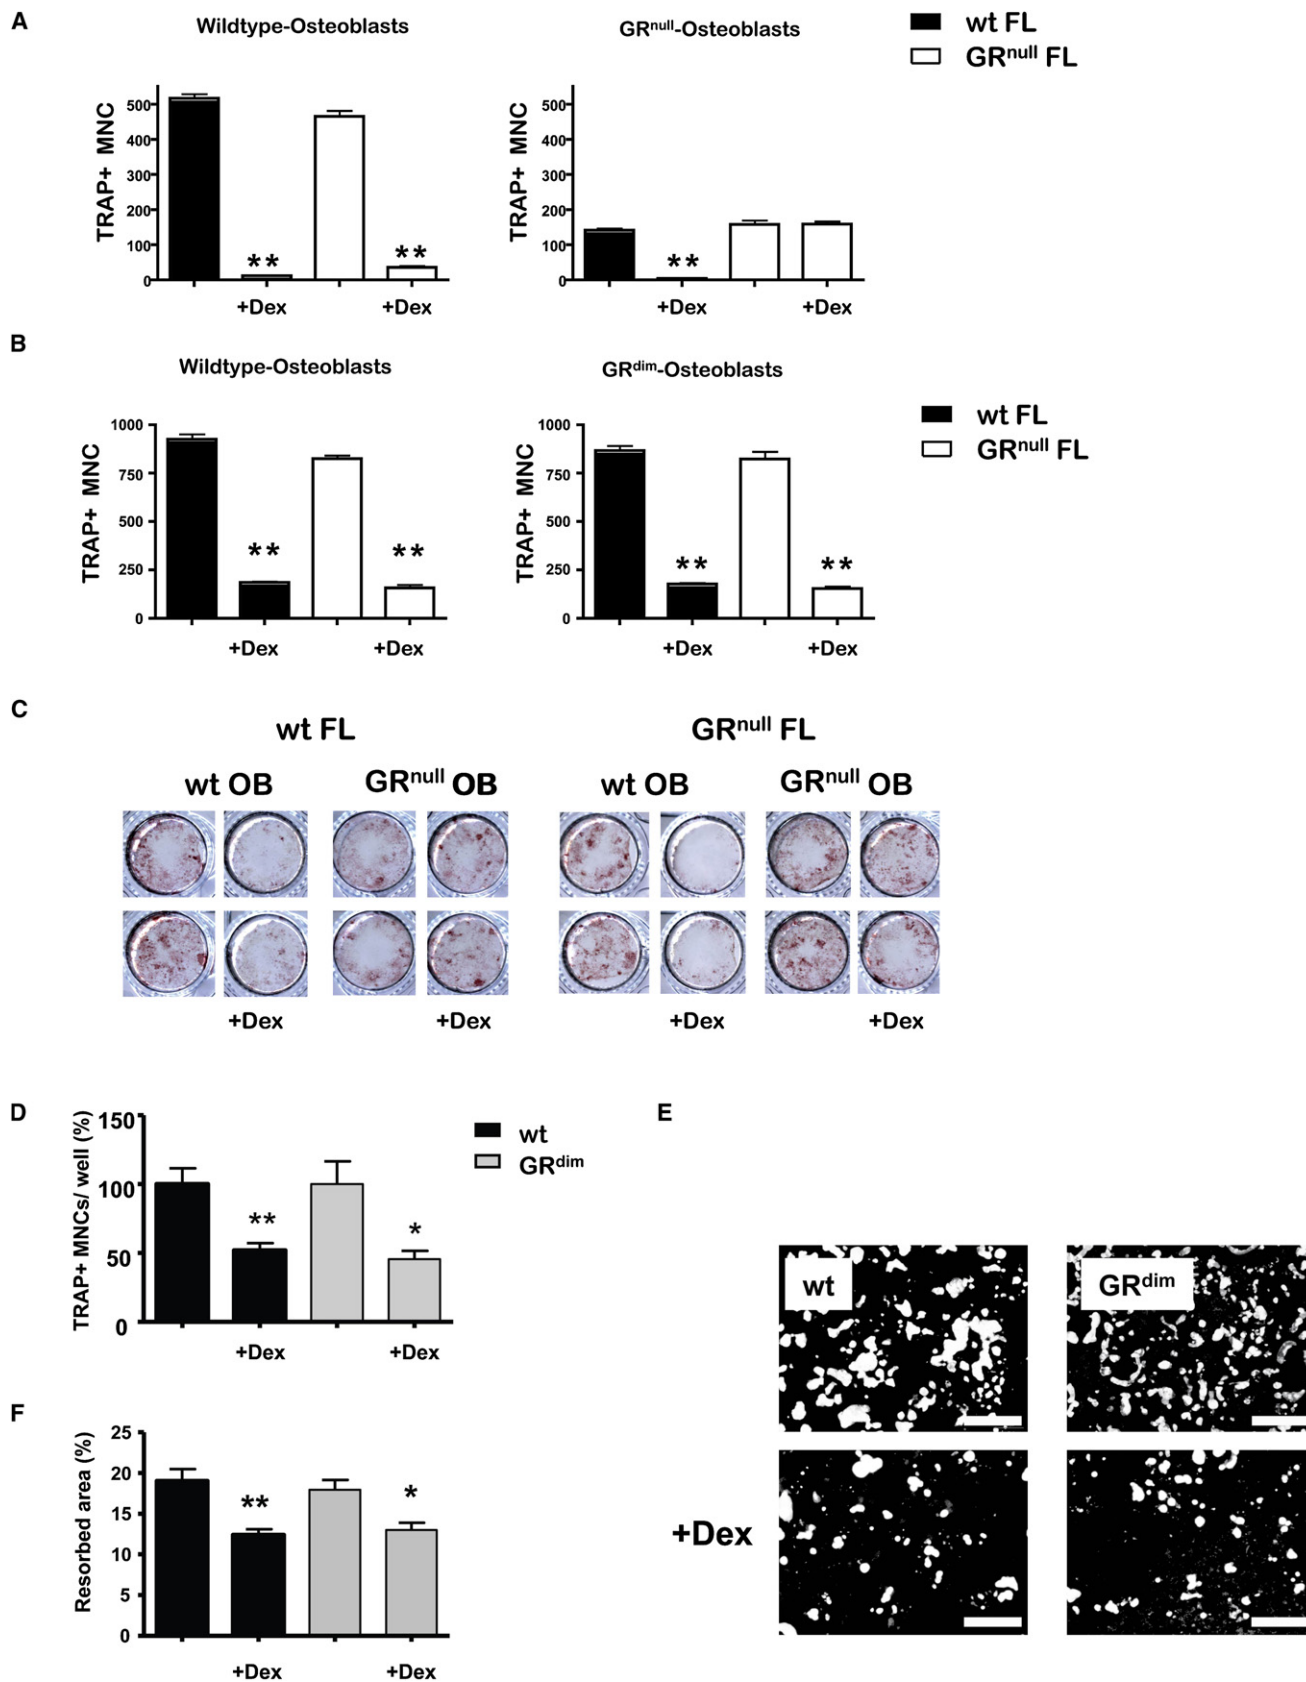 A
Wildtype-Osteoblasts
GRnull-Osteoblasts
wt FL
GRnull FL
TRAP+ MNC
500
400
300
200
100
0
** **
+Dex +Dex
TRAP+ MNC
500
400
300
200
100
0
**
+Dex +Dex
B
Wildtype-Osteoblasts
GRdim-Osteoblasts
wt FL
GRnull FL
TRAP+ MNC
1000
750
500
250
0
** **
+Dex +Dex
TRAP+ MNC
1000
750
500
250
0
** **
+Dex +Dex
C
wt FL GRnull FL
wt OB GRnull OB wt OB GRnull OB
+Dex +Dex +Dex +Dex
D
TRAP+ MNCs/ well (%)
150
100
50
0
** *
+Dex +Dex
wt
GRdim
E
wt GRdim
+Dex
F
Resorbed area (%)
25
20
15
10
5
0
** *
+Dex +Dex